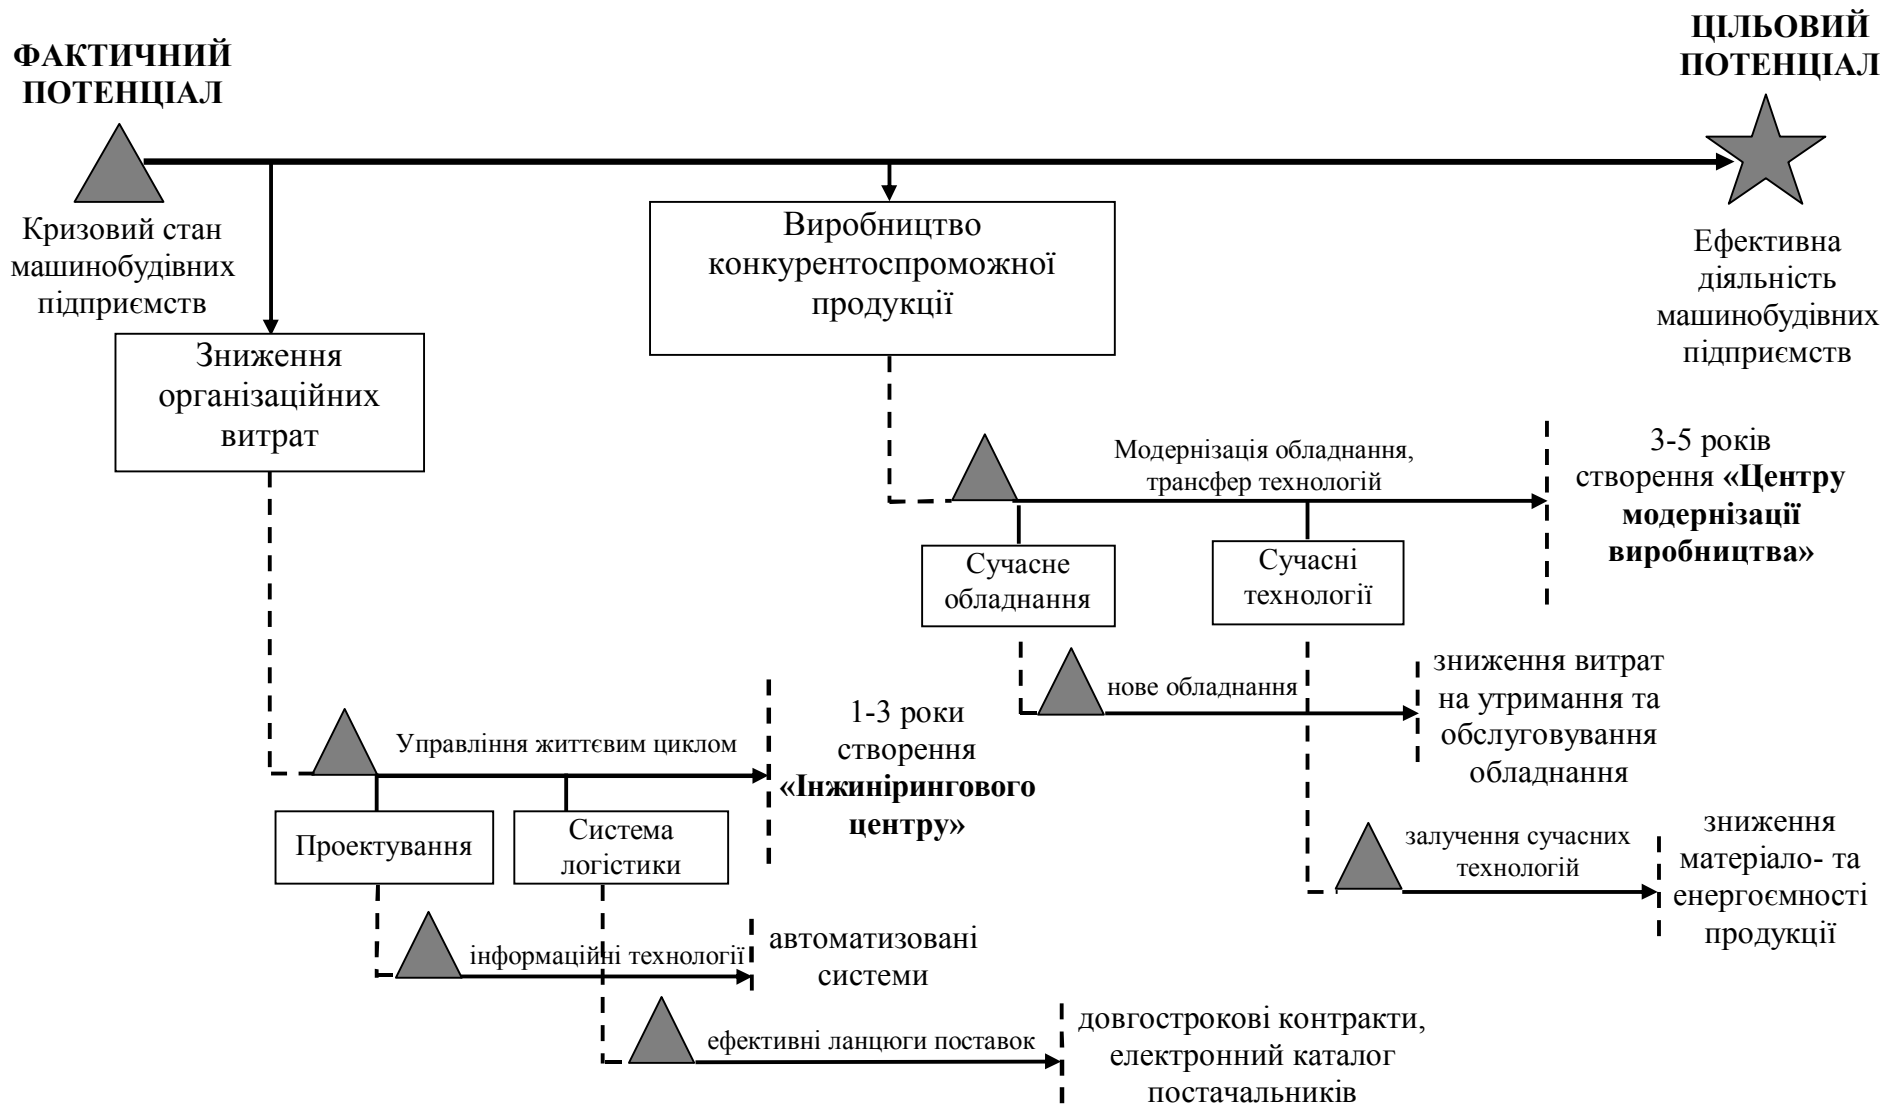 ФАКТИЧНИЙ
ПОТЕНЦІАЛ
ЦІЛЬОВИЙ
ПОТЕНЦІАЛ
Кризовий стан
машинобудівних
підприємств
Ефективна
діяльність
машинобудівних
підприємств
Виробництво
конкурентоспроможної
продукції
Зниження
організаційних
витрат
Модернізація обладнання,
трансфер технологій
3-5 років
створення «Центру
модернізації
виробництва»
Сучасне
обладнання
Сучасні
технології
нове обладнання
зниження витрат
на утримання та
обслуговування
обладнання
Управління життєвим циклом
1-3 роки
створення
«Інжинірингового
центру»
Проектування
Система
логістики
залучення сучасних
технологій
зниження
матеріало- та
енергоємності
продукції
інформаційні технології
автоматизовані
системи
ефективні ланцюги поставок
довгострокові контракти,
електронний каталог
постачальників